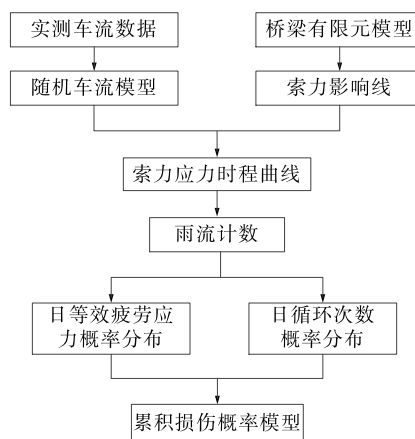 实测车流数据
桥梁有限元模型
随机车流模型
索力影响线
索力应力时程曲线
雨流计数
日等效疲劳应
力概率分布
日循环次数
概率分布
累积损伤概率模型